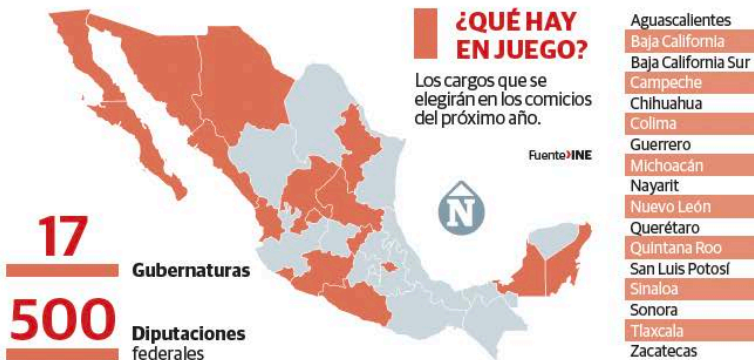 ¿QUÉ HAY
EN JUEGO?
Los cargos que se
elegirán en los comicios
del próximo año.
Fuente>INE
N
17
Gubernaturas
500
Diputaciones
federales
Aguascalientes
Baja California
Baja California Sur
Campeche
Chihuahua
Colima
Guerrero
Michoacán
Nayarit
Nuevo León
Querétaro
Quintana Roo
San Luis Potosí
Sinaloa
Sonora
Tlaxcala
Zacatecas